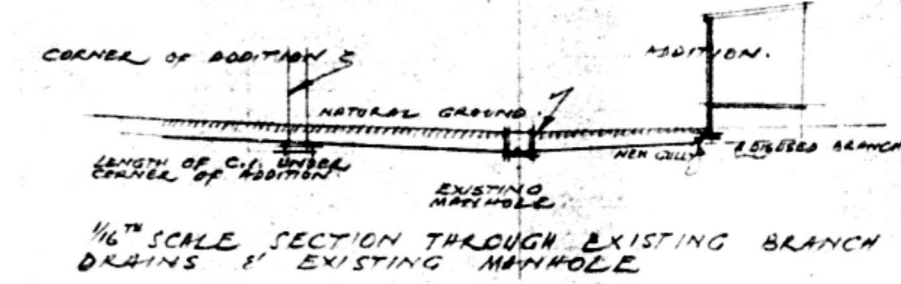 CORNER OF ADDITION
ADDITION.
NATURAL GROUND.
LENGTH OF C.I. UNDER
CORNER OF ADDITION
NEW GULLY
BRANCH
EXISTING
MANHOLE
1/16TH SCALE SECTION THROUGH EXISTING BRANCH
DRAINS & EXISTING MANHOLE